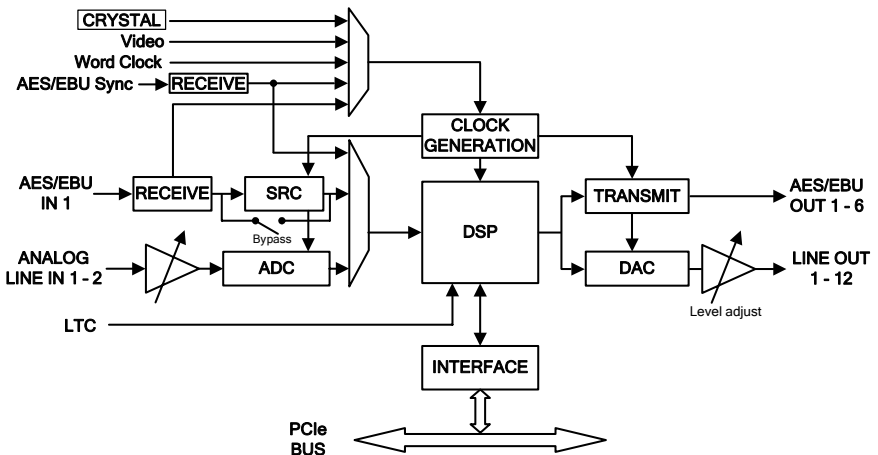 CRYSTAL
Video
Word Clock
AES/EBU Sync
RECEIVE
CLOCK
GENERATION
AES/EBU
IN 1
RECEIVE
SRC
Bypass
DSP
TRANSMIT
AES/EBU
OUT 1 - 6
ANALOG
LINE IN 1 - 2
ADC
DAC
Level adjust
LINE OUT
1 - 12
LTC
INTERFACE
PCIe
BUS